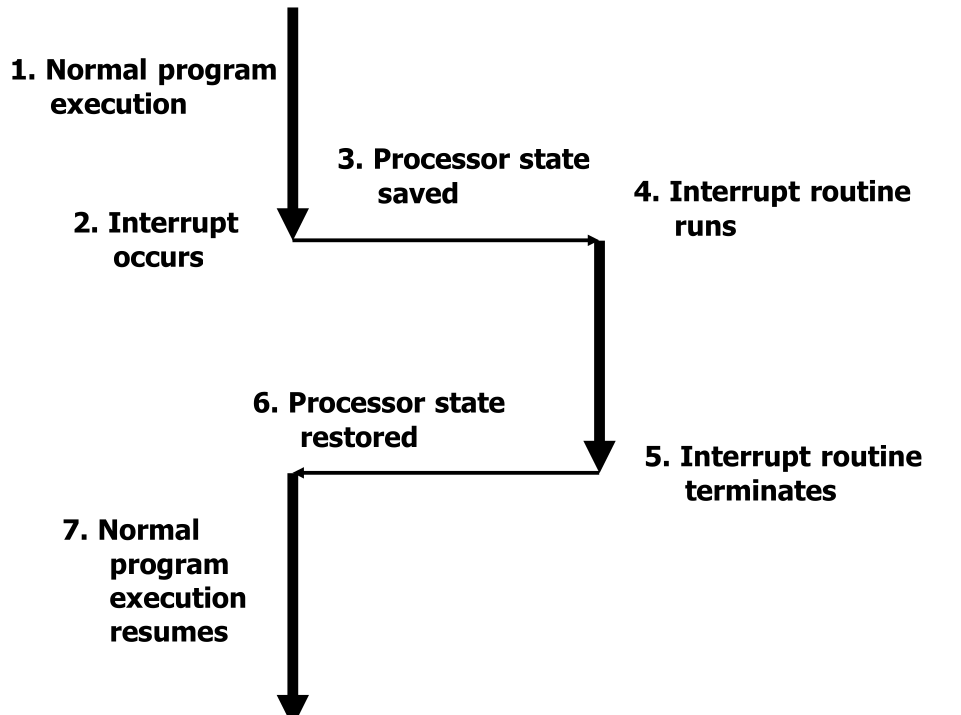 1. Normal program
execution
2. Interrupt
occurs
3. Processor state
saved
4. Interrupt routine
runs
5. Interrupt routine
terminates
6. Processor state
restored
7. Normal
program
execution
resumes